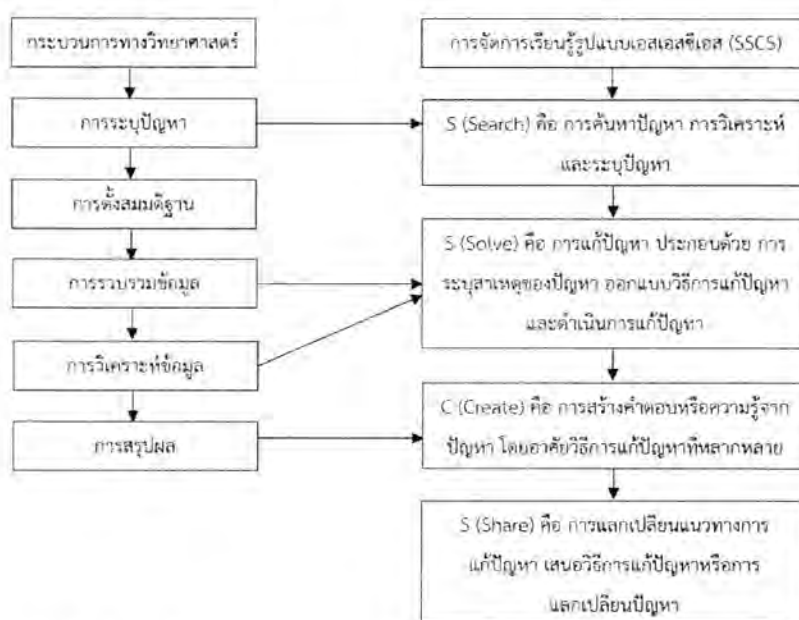 กระบวนการทางวิทยาศาสตร์
การระบุปัญหา
การตั้งสมมติฐาน
การรวบรวมข้อมูล
การวิเคราะห์ข้อมูล
การสรุปผล
การจัดการเรียนรู้รูปแบบเอสเอสซีเอส (SSCS)
S (Search) คือ การค้นหาปัญหา การวิเคราะห์
และระบุปัญหา
S (Solve) คือ การแก้ปัญหา ประกอบด้วย การ
ระบุสาเหตุของปัญหา ออกแบบวิธีการแก้ปัญหา
และดำเนินการแก้ปัญหา
C (Create) คือ การสร้างคำตอบหรือความรู้จาก
ปัญหา โดยอาศัยวิธีการแก้ปัญหาที่หลากหลาย
S (Share) คือ การแลกเปลี่ยนแนวทางการ
แก้ปัญหา เสนอวิธีการแก้ปัญหาหรือการ
แลกเปลี่ยนปัญหา